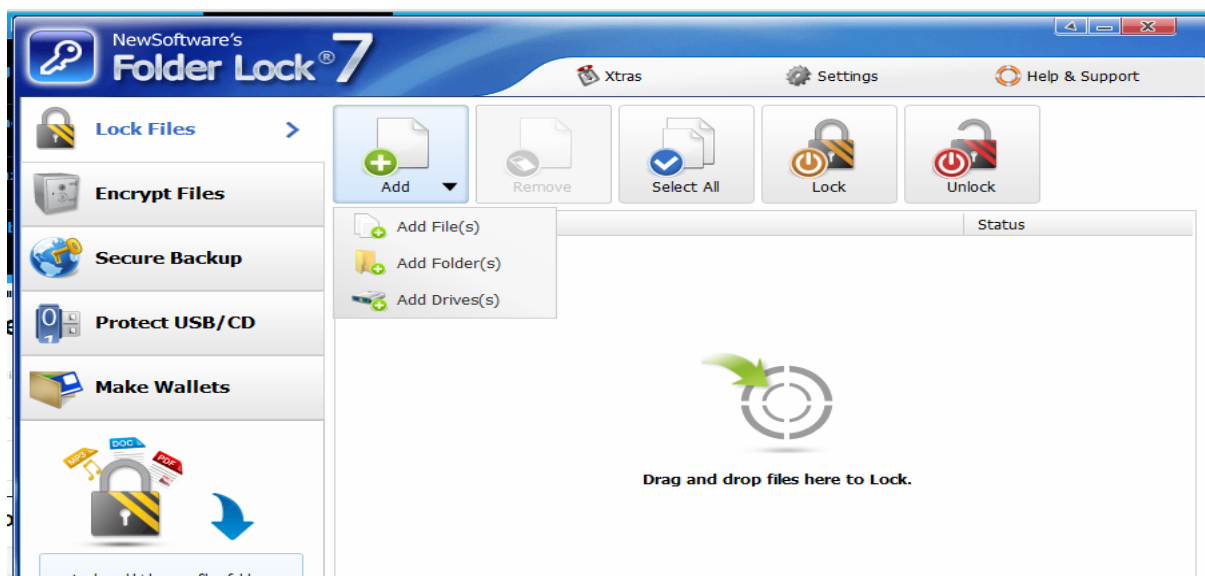 NewSoftware's
Folder Lock® 7
Xtras
Settings
Help & Support
Lock Files
Encrypt Files
Secure Backup
Protect USB/CD
Make Wallets
Add
Remove
Select All
Lock
Unlock
Add File(s)
Add Folder(s)
Add Drives(s)
Status
Drag and drop files here to Lock.
MP3
DOC
PDF